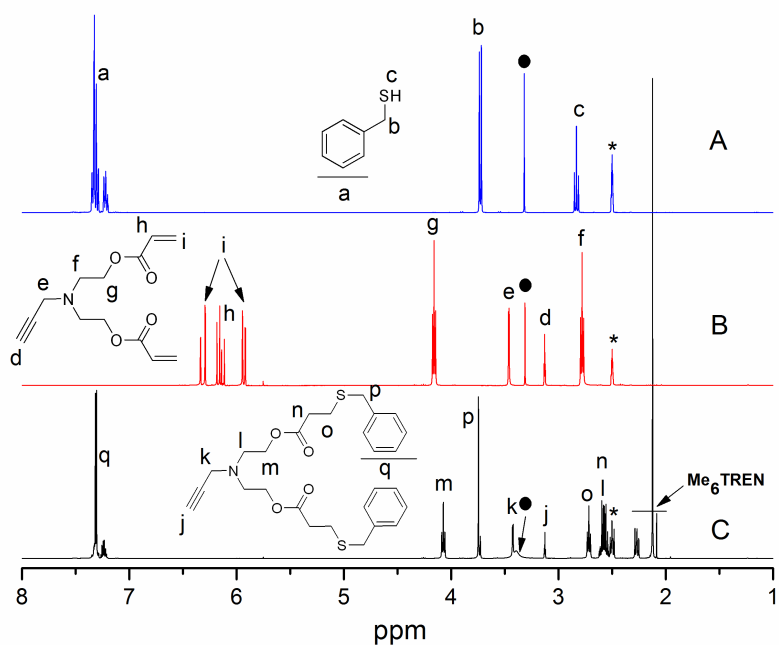 a
b
c
SH
b
a
●
c
*
A
h
i
O
f
g
O
e
N
O
d
O
i
h
g
e
●
d
f
*
B
p
S
n
o
O
l
O
q
k
m
N
O
j
O
S
q
m
p
k
●
j
o
n
l
*
Me6TREN
C
8
7
6
5
4
3
2
1
ppm